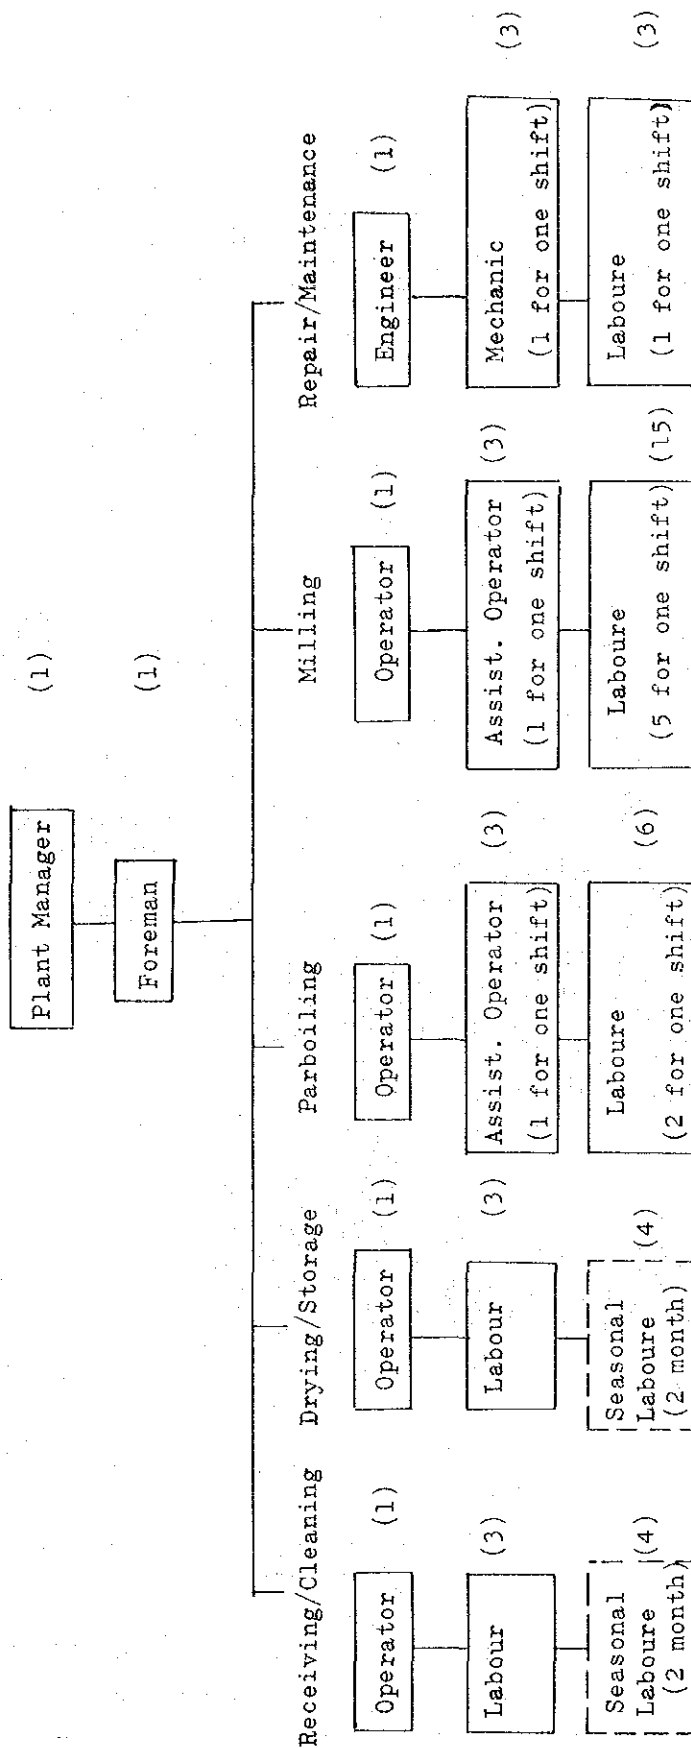 Plant Manager (1)
Foreman (1)
Receiving/Cleaning
Operator (1)
Labour (3)
Seasonal
Laboure
(2 month)
(4)
Drying/Storage
Operator (1)
Labour (3)
Seasonal
Laboure
(2 month)
(4)
Parboiling
Operator (1)
Assist. Operator
(1 for one shift)
(3)
Laboure
(2 for one shift)
(6)
Milling
Operator (1)
Assist. Operator
(1 for one shift)
(3)
Laboure
(5 for one shift)
(15)
Repair/Maintenance
Engineer (1)
Mechanic
(1 for one shift)
(3)
Laboure
(1 for one shift)
(3)